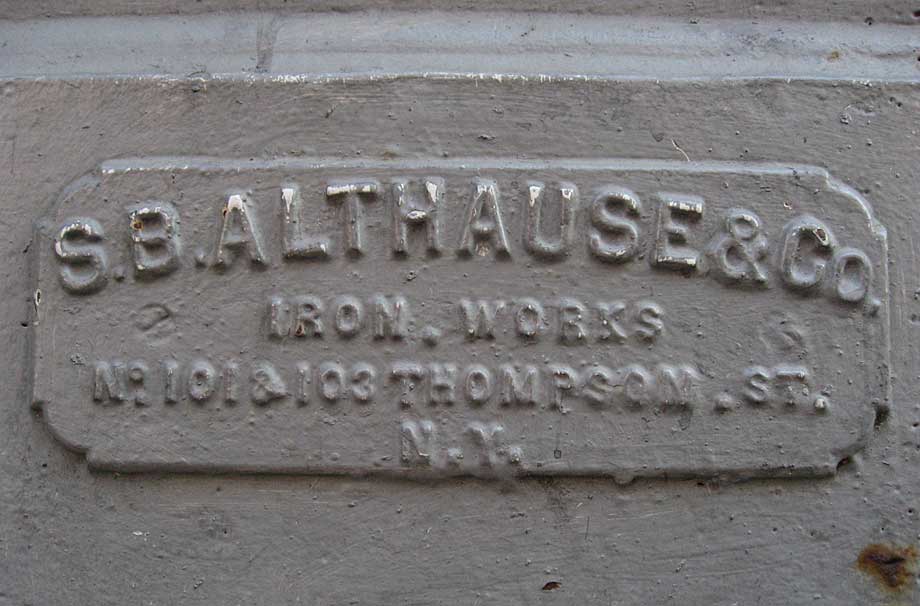 S.B.ALTHAUSE & Co.
IRON. WORKS
No. 101 & 103 THOMPSON. ST.
N.Y.